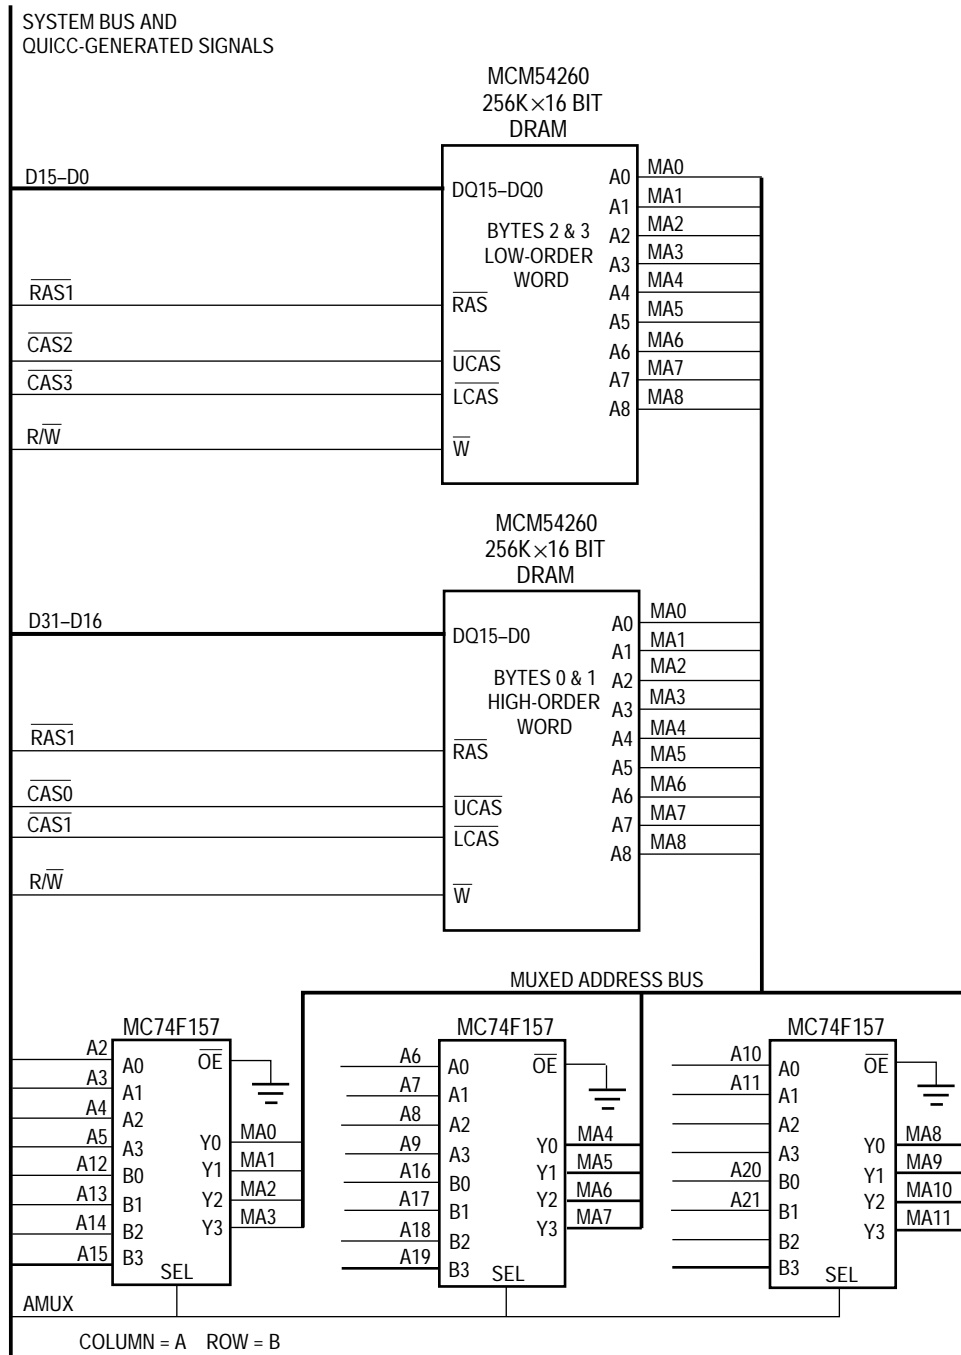 SYSTEM BUS AND
QUICC-GENERATED SIGNALS
MCM54260
256K×16 BIT
DRAM
D15–D0
DQ15–DQ0
BYTES 2 & 3
LOW-ORDER
WORD
RAS1
RAS
CAS2
UCAS
CAS3
LCAS
R/W
W
A0 MA0
A1 MA1
A2 MA2
A3 MA3
A4 MA4
A5 MA5
A6 MA6
A7 MA7
A8 MA8
MCM54260
256K×16 BIT
DRAM
D31–D16
DQ15–D0
BYTES 0 & 1
HIGH-ORDER
WORD
RAS1
RAS
CAS0
UCAS
CAS1
LCAS
R/W
W
A0 MA0
A1 MA1
A2 MA2
A3 MA3
A4 MA4
A5 MA5
A6 MA6
A7 MA7
A8 MA8
MUXED ADDRESS BUS
MC74F157
A2 A0
A3 A1
A4 A2
A5 A3
A12 B0
A13 B1
A14 B2
A15 B3
OE
Y0 MA0
Y1 MA1
Y2 MA2
Y3 MA3
SEL
MC74F157
A6 A0
A7 A1
A8 A2
A9 A3
A16 B0
A17 B1
A18 B2
A19 B3
OE
Y0 MA4
Y1 MA5
Y2 MA6
Y3 MA7
SEL
MC74F157
A10 A0
A11 A1
A2
A3
A20 B0
A21 B1
B2
B3
OE
Y0 MA8
Y1 MA9
Y2 MA10
Y3 MA11
SEL
AMUX
COLUMN = A ROW = B